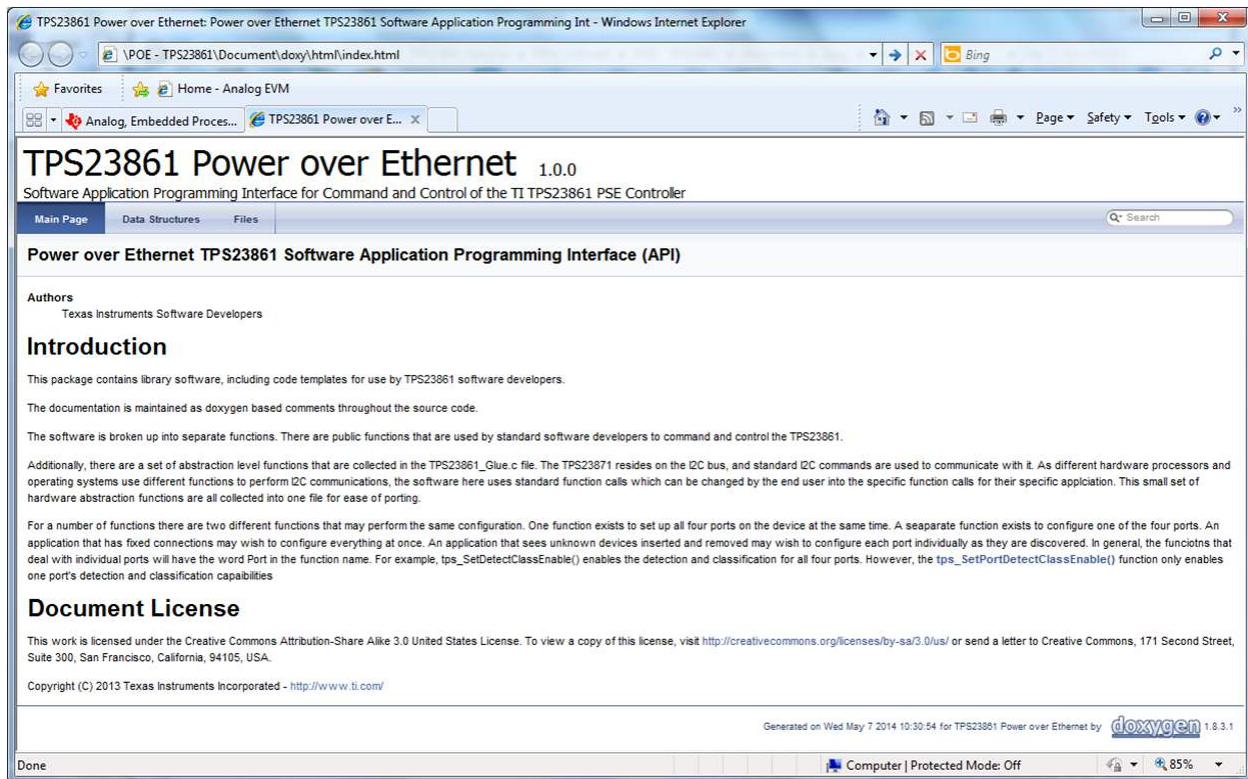 TPS23861 Power over Ethernet: Power over Ethernet TPS23861 Software Application Programming Int - Windows Internet Explorer
\POE - TPS23861\Document\doxy\html\index.html
Bing
Favorites
Home - Analog EVM
Analog, Embedded Proces...
TPS23861 Power over E...
Page
Safety
Tools
»
TPS23861 Power over Ethernet 1.0.0
Software Application Programming Interface for Command and Control of the TI TPS23861 PSE Controller
Main Page
Data Structures
Files
Search
Power over Ethernet TPS23861 Software Application Programming Interface (API)
Authors
Texas Instruments Software Developers
Introduction
This package contains library software, including code templates for use by TPS23861 software developers.
The documentation is maintained as doxygen based comments throughout the source code.
The software is broken up into separate functions. There are public functions that are used by standard software developers to command and control the TPS23861.
Additionally, there are a set of abstraction level functions that are collected in the TPS23861_Glue.c file. The TPS23871 resides on the I2C bus, and standard I2C commands are used to communicate with it. As different hardware processors and
operating systems use different functions to perform I2C communications, the software here uses standard function calls which can be changed by the end user into the specific function calls for their specific applciation. This small set of
hardware abstraction functions are all collected into one file for ease of porting.
For a number of functions there are two different functions that may perform the same configuration. One function exists to set up all four ports on the device at the same time. A seaparate function exists to configure one of the four ports. An
application that has fixed connections may wish to configure everything at once. An application that sees unknown devices inserted and removed may wish to configure each port individually as they are discovered. In general, the funciotns that
deal with individual ports will have the word Port in the function name. For example, tps_SetDetectClassEnable() enables the detection and classification for all four ports. However, the tps_SetPortDetectClassEnable() function only enables
one port's detection and classification capaibilities
Document License
This work is licensed under the Creative Commons Attribution-Share Alike 3.0 United States License. To view a copy of this license, visit http://creativecommons.org/licenses/by-sa/3.0/us/ or send a letter to Creative Commons, 171 Second Street,
Suite 300, San Francisco, California, 94105, USA.
Copyright (C) 2013 Texas Instruments Incorporated - http://www.ti.com/
Generated on Wed May 7 2014 10:30:54 for TPS23861 Power over Ethernet by doxygen 1.8.3.1
Done
Computer | Protected Mode: Off
85%